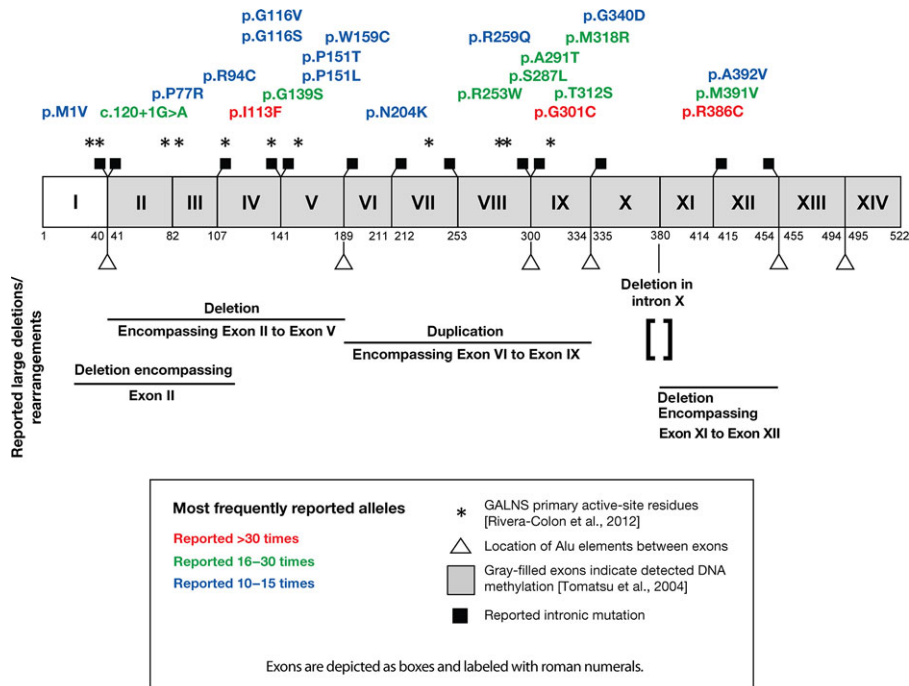 p.G116V
p.G340D
p.G116S
p.W159C
p.R259Q
p.M318R
p.P151T
p.A291T
p.R94C
p.P151L
p.S287L
p.A392V
p.P77R
p.G139S
p.R253W
p.T312S
p.M391V
p.M1V
c.120+1G>A
p.I113F
p.N204K
p.G301C
p.R386C
** ** * * * * ** *
I II III IV V VI VII VIII IX X XI XII XIII XIV
1 40 41 82 107 141 189 211 212 253 300 334 335 380 414 415 454 455 494 495 522
Reported large deletions/
rearrangements
Deletion in
intron X
[ ]
Deletion
Encompassing Exon II to Exon V
Duplication
Encompassing Exon VI to Exon IX
Deletion encompassing
Exon II
Deletion
Encompassing
Exon XI to Exon XII
Most frequently reported alleles
Reported >30 times
Reported 16–30 times
Reported 10–15 times
* GALNS primary active-site residues
[Rivera-Colon et al., 2012]
Location of Alu elements between exons
Gray-filled exons indicate detected DNA
methylation [Tomatsu et al., 2004]
Reported intronic mutation
Exons are depicted as boxes and labeled with roman numerals.